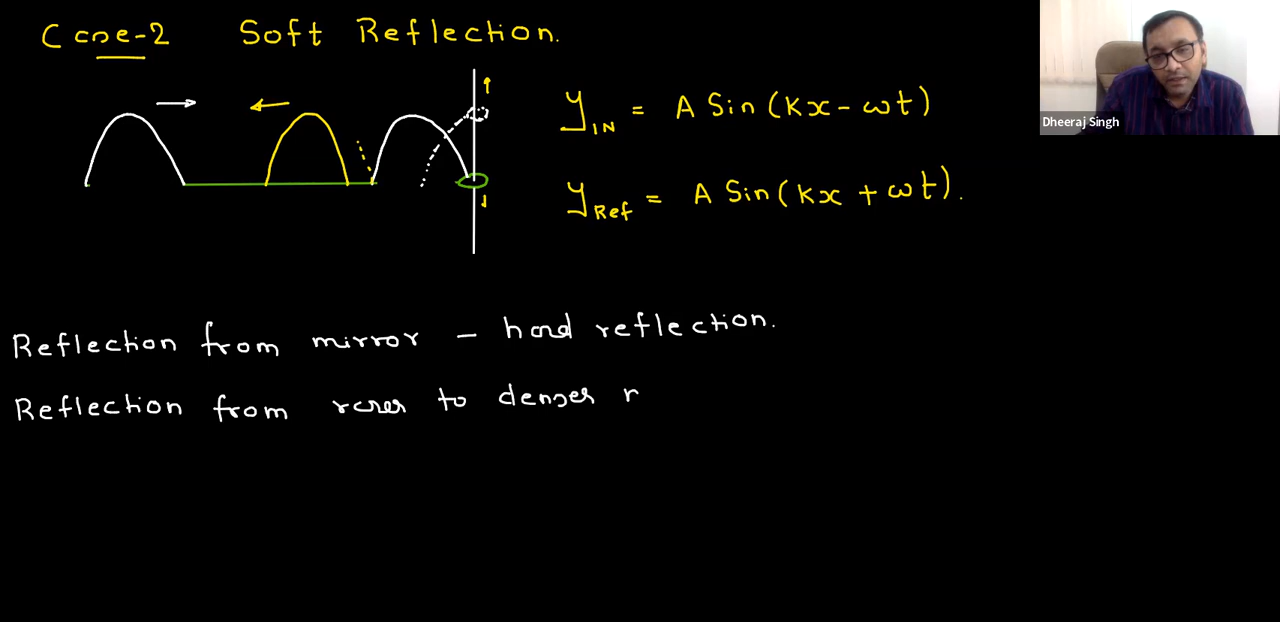 Case-2 Soft Reflection.
y_IN = A Sin (kx - ωt)
Dheeraj Singh
y_Ref = A Sin (kx + ωt).
Reflection from mirror - hard reflection.
Reflection from rarer to denser r